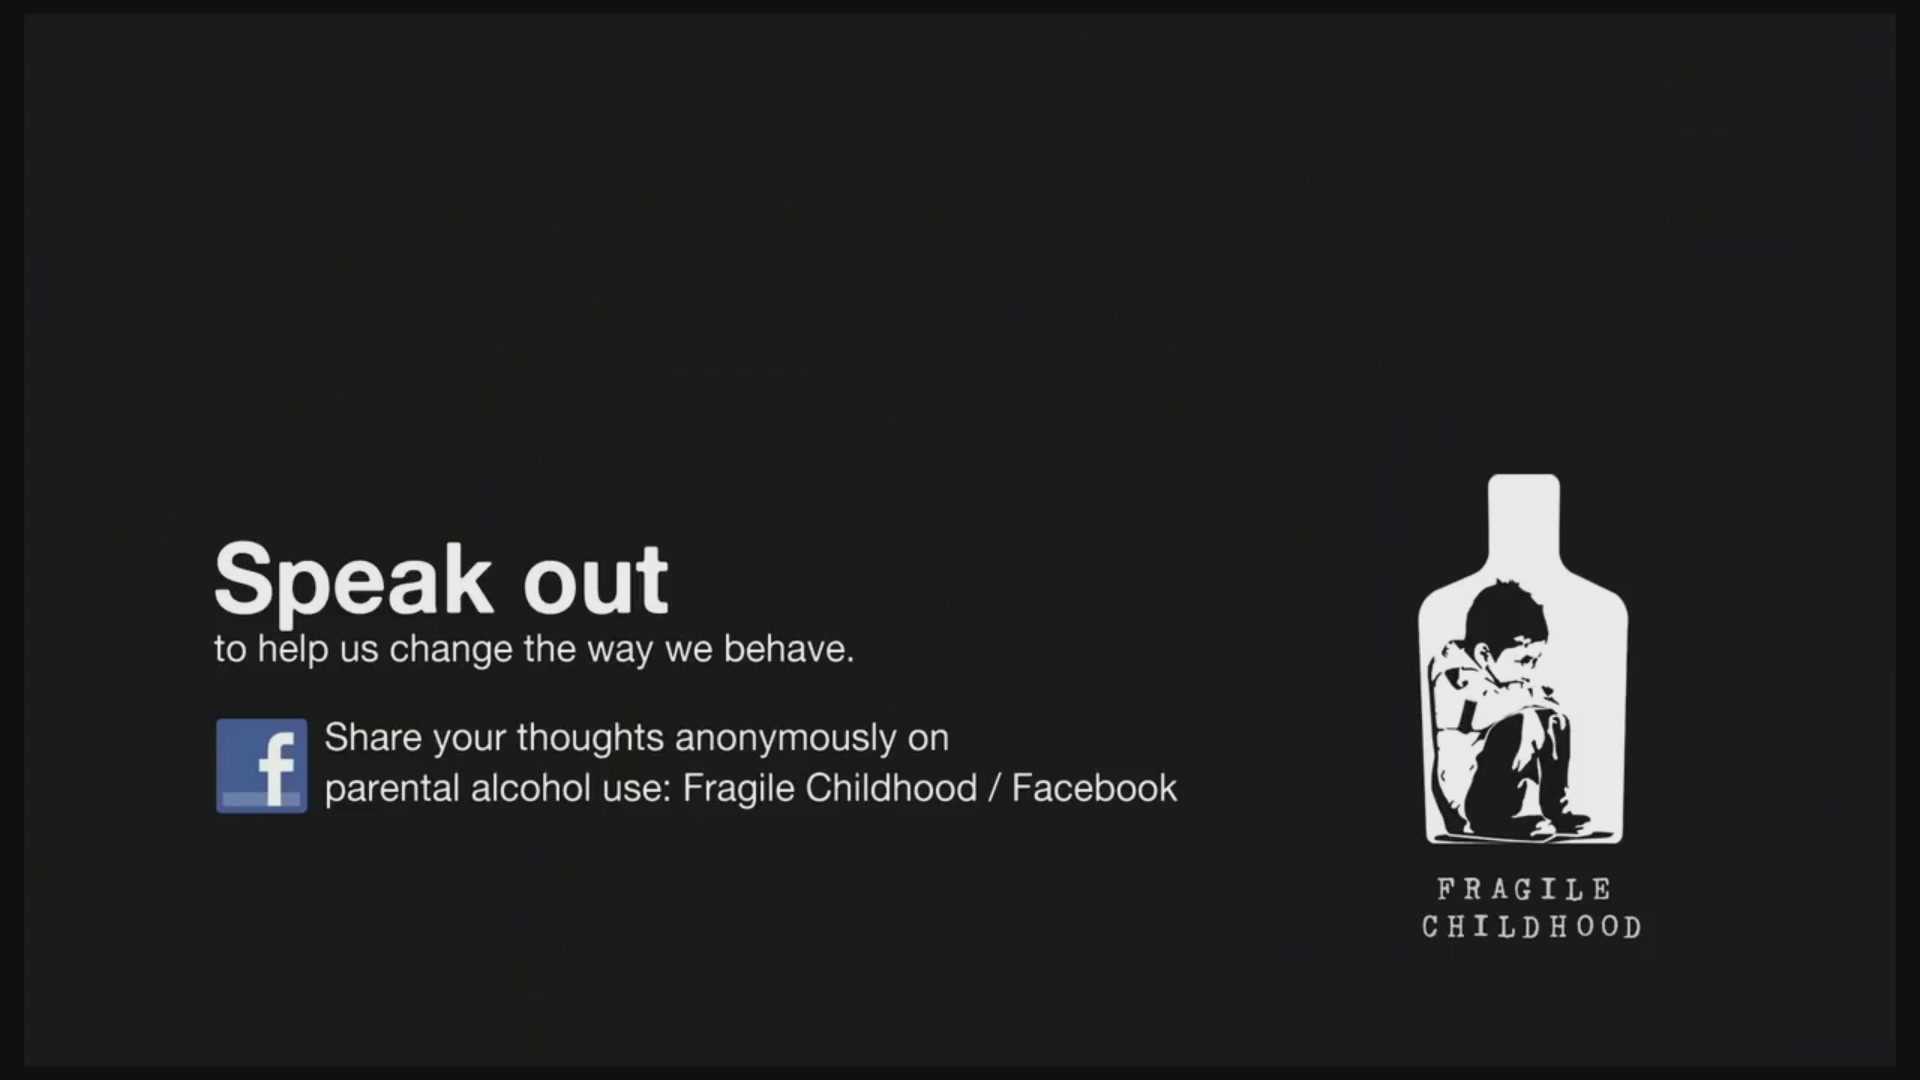 Speak out
to help us change the way we behave.
f
Share your thoughts anonymously on
parental alcohol use: Fragile Childhood / Facebook
FRAGILE
CHILDHOOD